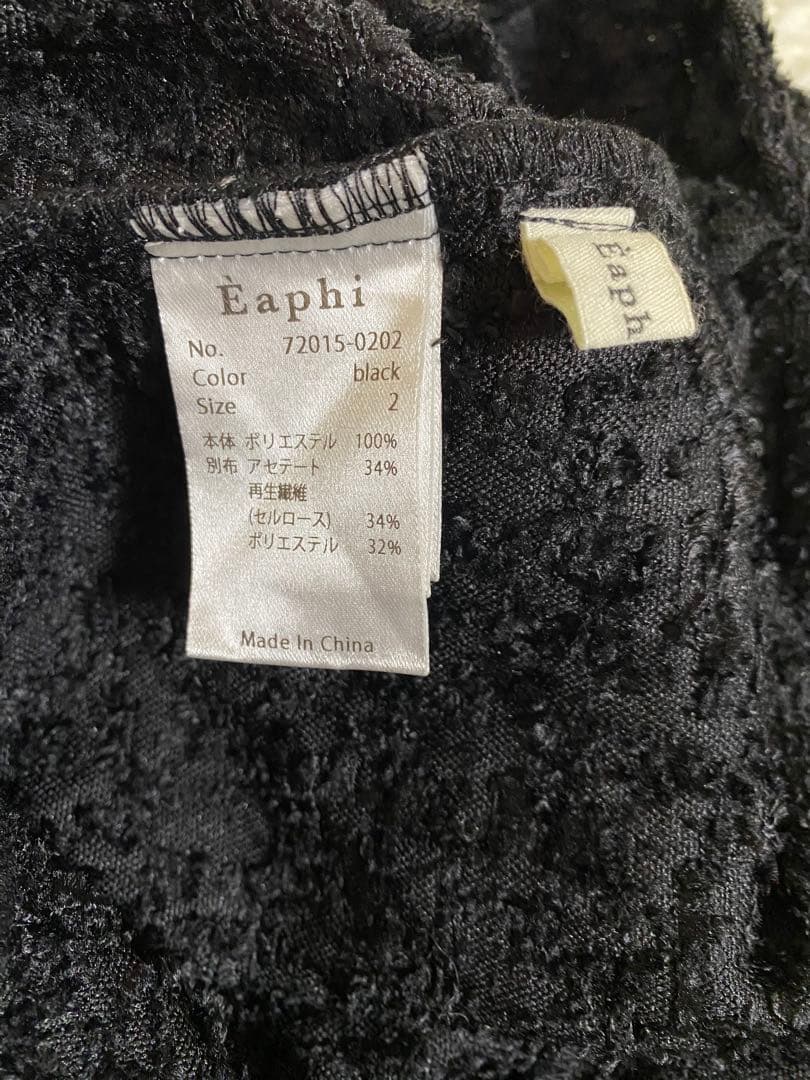 Èaphi
No. 72015-0202
Color black
Size 2
本体 ポリエステル 100%
別布 アセテート 34%
再生繊維
(セルロース) 34%
ポリエステル 32%
Made In China
Èaph